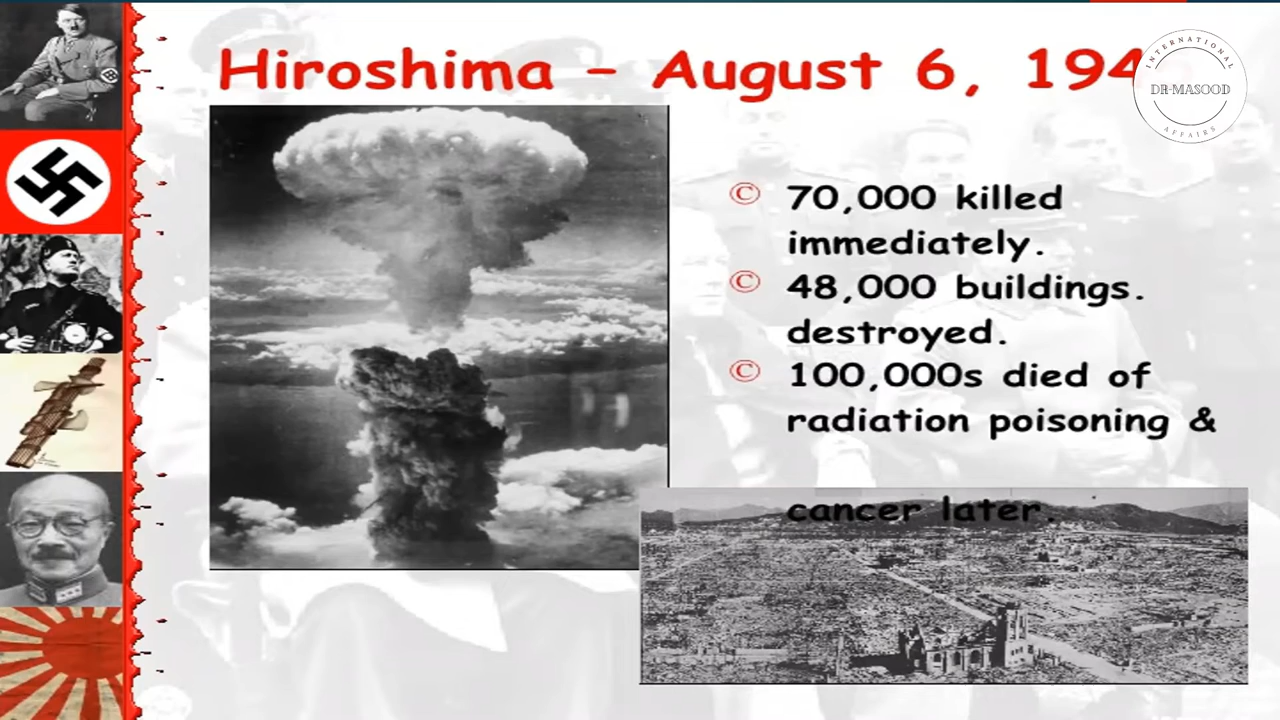 Hiroshima – August 6, 194
INTERNATIONAL
DR-MASOOD
AFFAIRS
© 70,000 killed
immediately.
© 48,000 buildings.
destroyed.
© 100,000s died of
radiation poisoning &
cancer later.